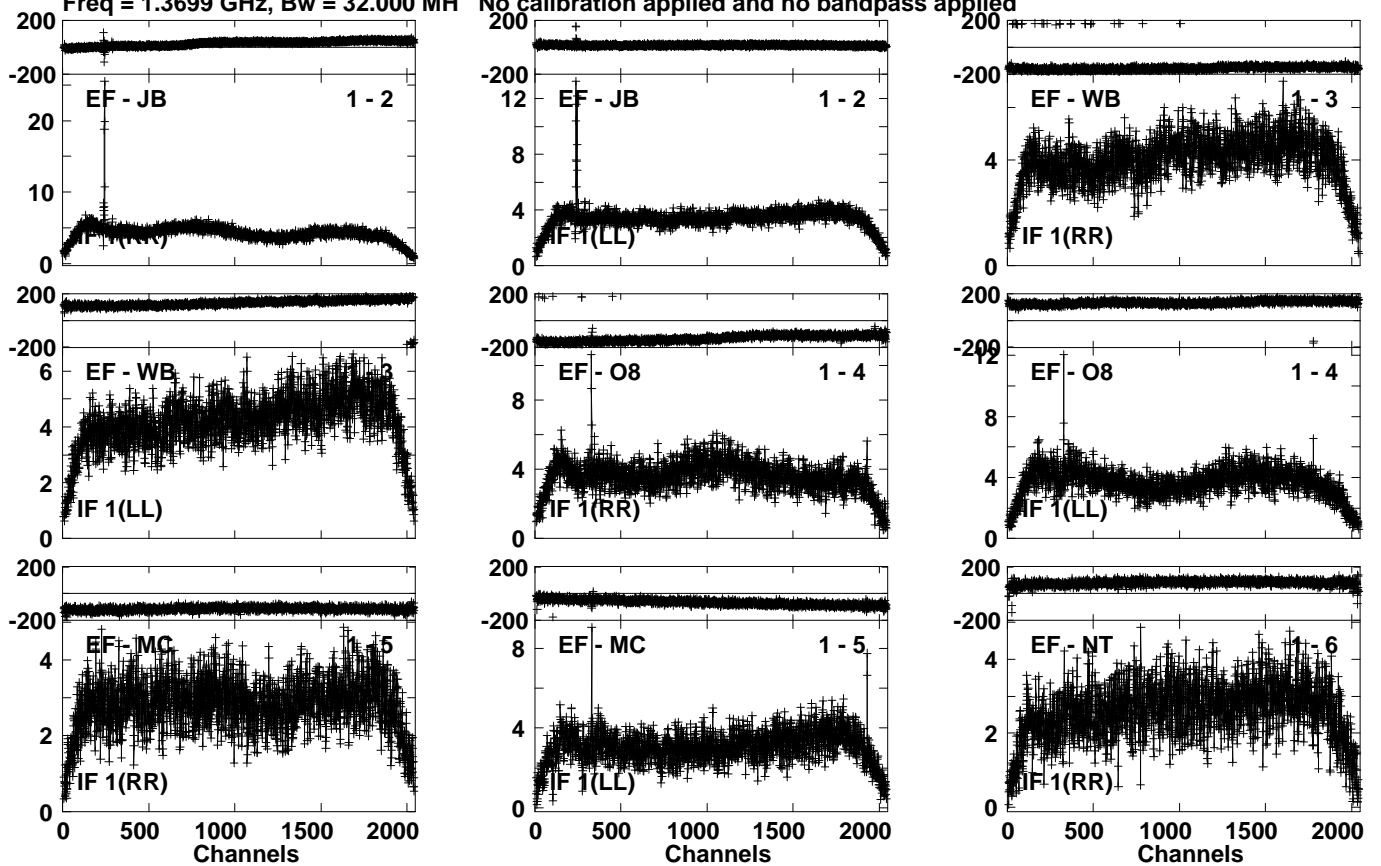 Freq = 1.3699 GHz, Bw = 32.000 MH No calibration applied and no bandpass applied
200
-200
EF - JB 1 - 2
20
10
0
IF 1(RR)
-200
EF - JB 1 - 2
12
8
4
0
IF 1(LL)
200
-200
EF - WB 1 - 3
4
0
IF 1(RR)
200
-200
EF - WB 1 - 3
6
4
2
0
IF 1(LL)
200
-200
EF - O8 1 - 4
8
4
0
IF 1(RR)
200
-200
12
EF - O8 1 - 4
8
4
0
IF 1(LL)
200
-200
EF - MC 1 - 5
4
2
0
IF 1(RR)
0 500 1000 1500 2000
Channels
200
-200
EF - MC 1 - 5
8
4
0
IF 1(LL)
0 500 1000 1500 2000
Channels
200
-200
EF - NT 1 - 6
4
2
0
IF 1(RR)
0 500 1000 1500 2000
Channels